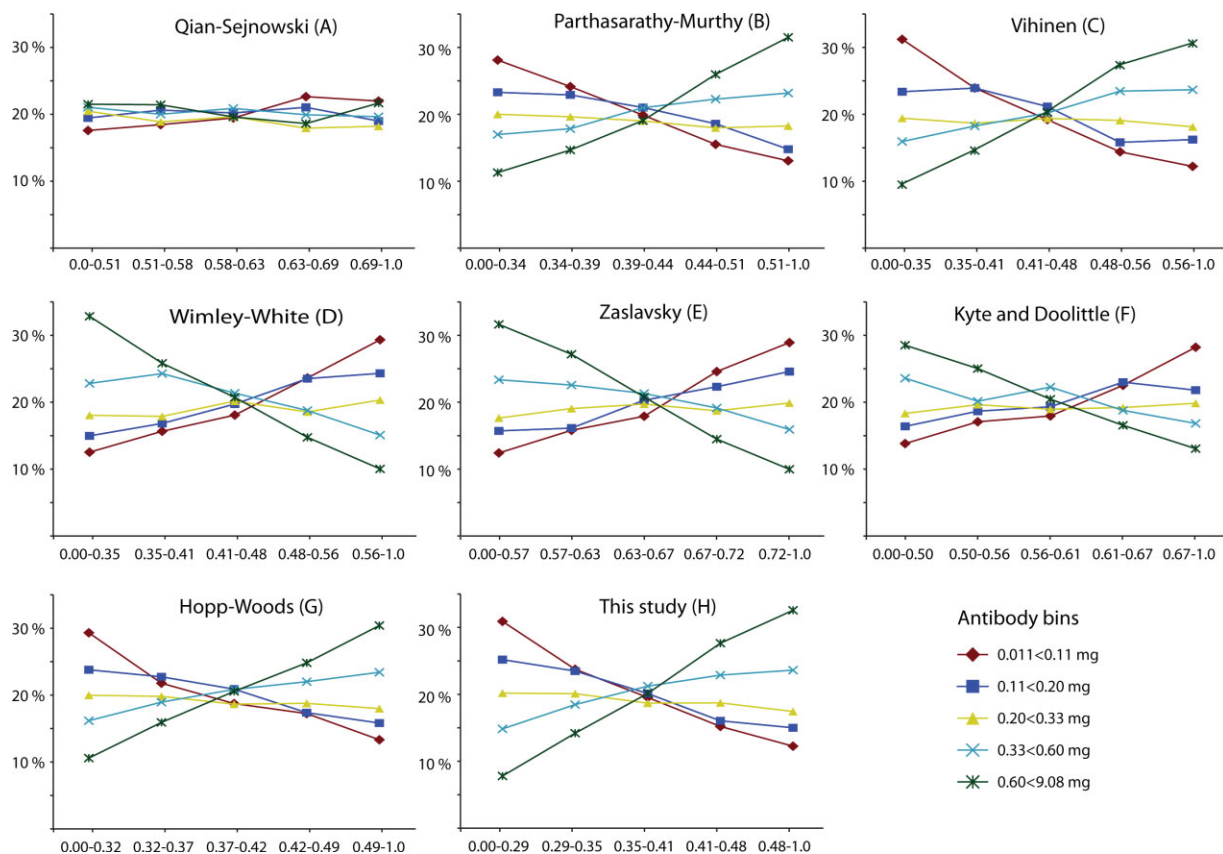 Qian-Sejnowski (A)
30 %
20 %
10 %
0.0-0.51 0.51-0.58 0.58-0.63 0.63-0.69 0.69-1.0
Parthasarathy-Murthy (B)
30 %
20 %
10 %
0.00-0.34 0.34-0.39 0.39-0.44 0.44-0.51 0.51-1.0
Vihinen (C)
30 %
20 %
10 %
0.00-0.35 0.35-0.41 0.41-0.48 0.48-0.56 0.56-1.0
Wimley-White (D)
30 %
20 %
10 %
0.00-0.35 0.35-0.41 0.41-0.48 0.48-0.56 0.56-1.0
Zaslavsky (E)
30 %
20 %
10 %
0.00-0.57 0.57-0.63 0.63-0.67 0.67-0.72 0.72-1.0
Kyte and Doolittle (F)
30 %
20 %
10 %
0.00-0.50 0.50-0.56 0.56-0.61 0.61-0.67 0.67-1.0
Hopp-Woods (G)
30 %
20 %
10 %
0.00-0.32 0.32-0.37 0.37-0.42 0.42-0.49 0.49-1.0
This study (H)
30 %
20 %
10 %
0.00-0.29 0.29-0.35 0.35-0.41 0.41-0.48 0.48-1.0
Antibody bins
0.011<0.11 mg
0.11<0.20 mg
0.20<0.33 mg
0.33<0.60 mg
0.60<9.08 mg